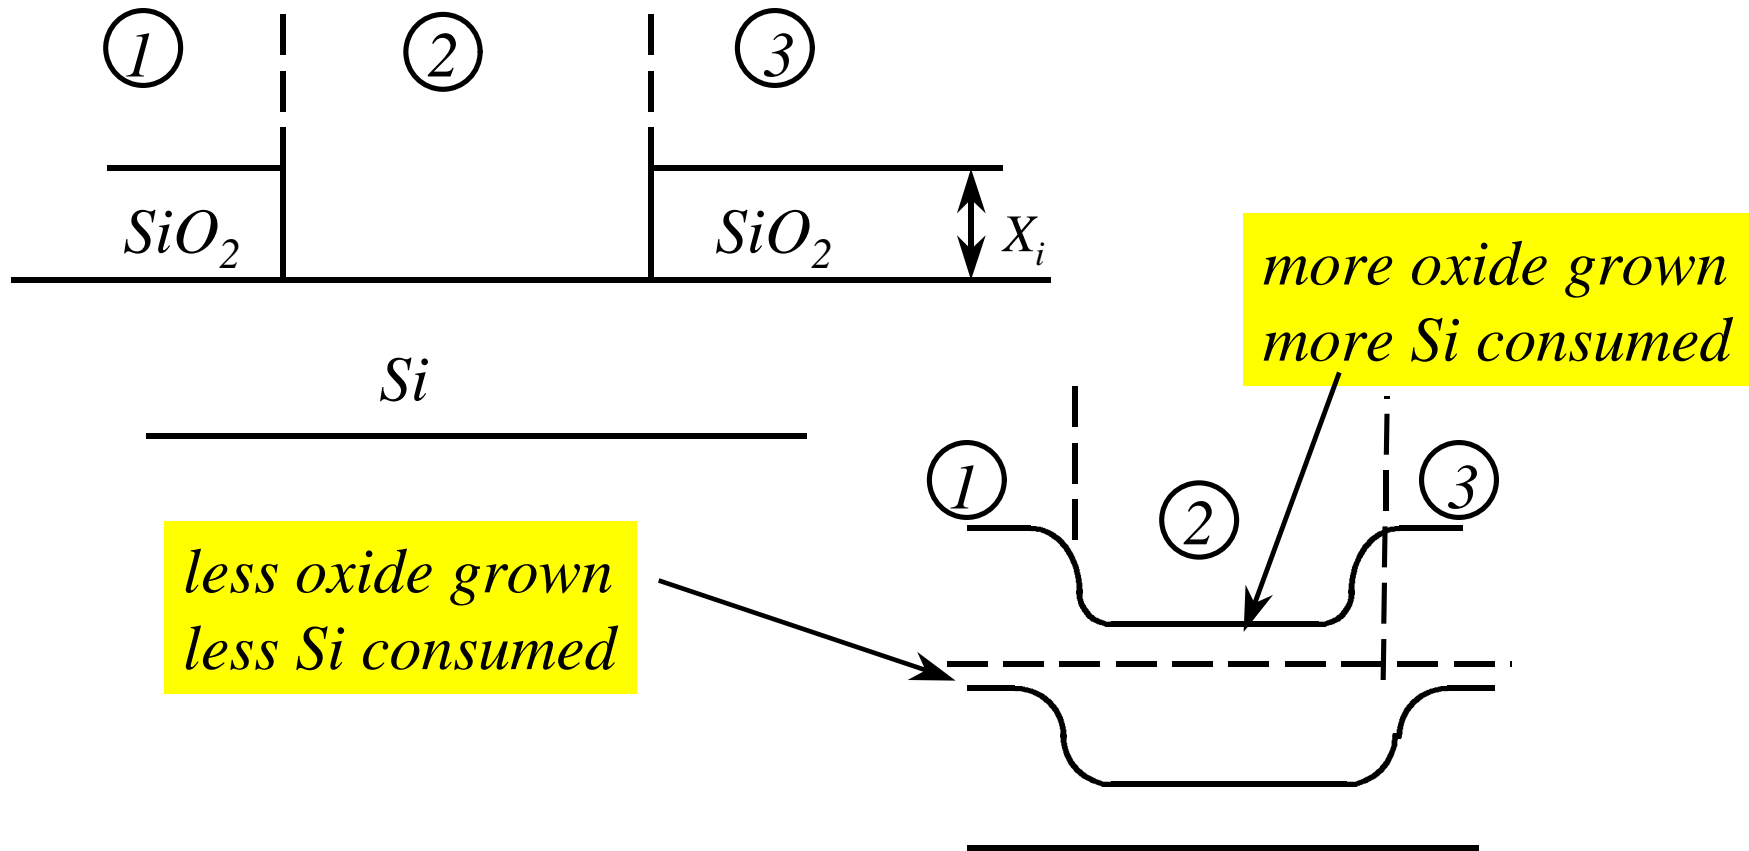 1 2 3
SiO2 SiO2 Xi
more oxide grown
more Si consumed
Si
1 2 3
less oxide grown
less Si consumed